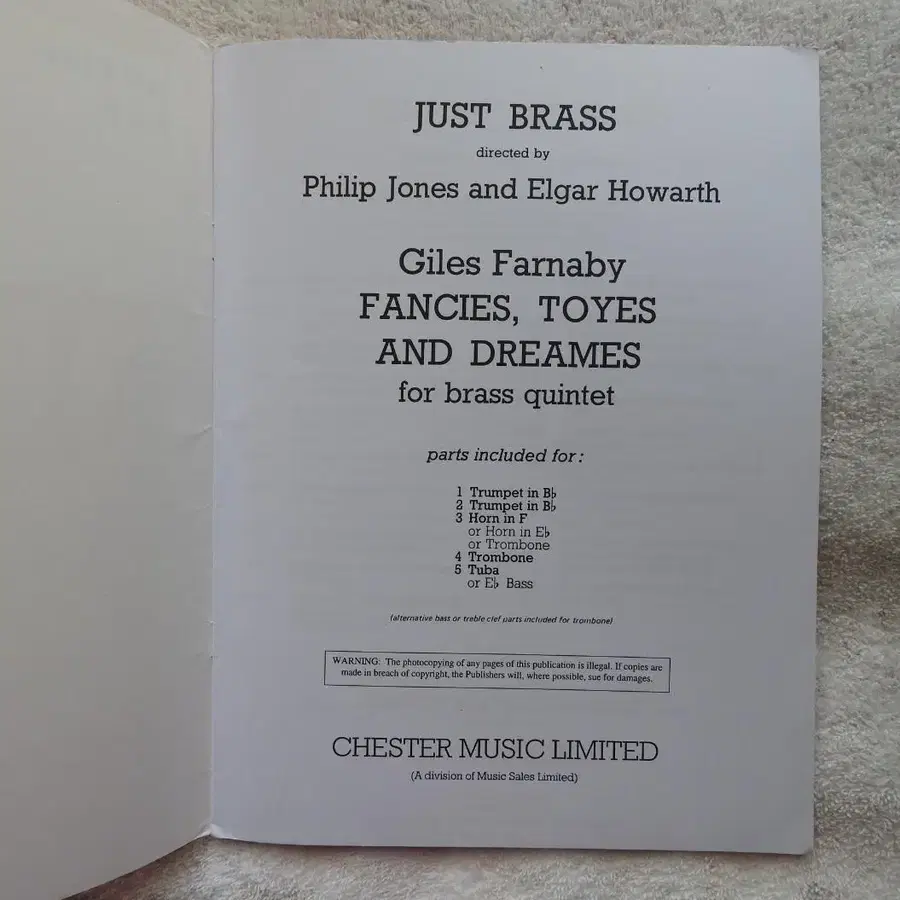 JUST BRASS
directed by
Philip Jones and Elgar Howarth
Giles Farnaby
FANCIES, TOYES
AND DREAMES
for brass quintet
parts included for:
1 Trumpet in B♭
2 Trumpet in B♭
3 Horn in F
or Horn in E♭
or Trombone
4 Trombone
5 Tuba
or E♭ Bass
(alternative bass or treble clef parts included for trombone)
WARNING: The photocopying of any pages of this publication is illegal. If copies are
made in breach of copyright, the Publishers will, where possible, sue for damages.
CHESTER MUSIC LIMITED
(A division of Music Sales Limited)